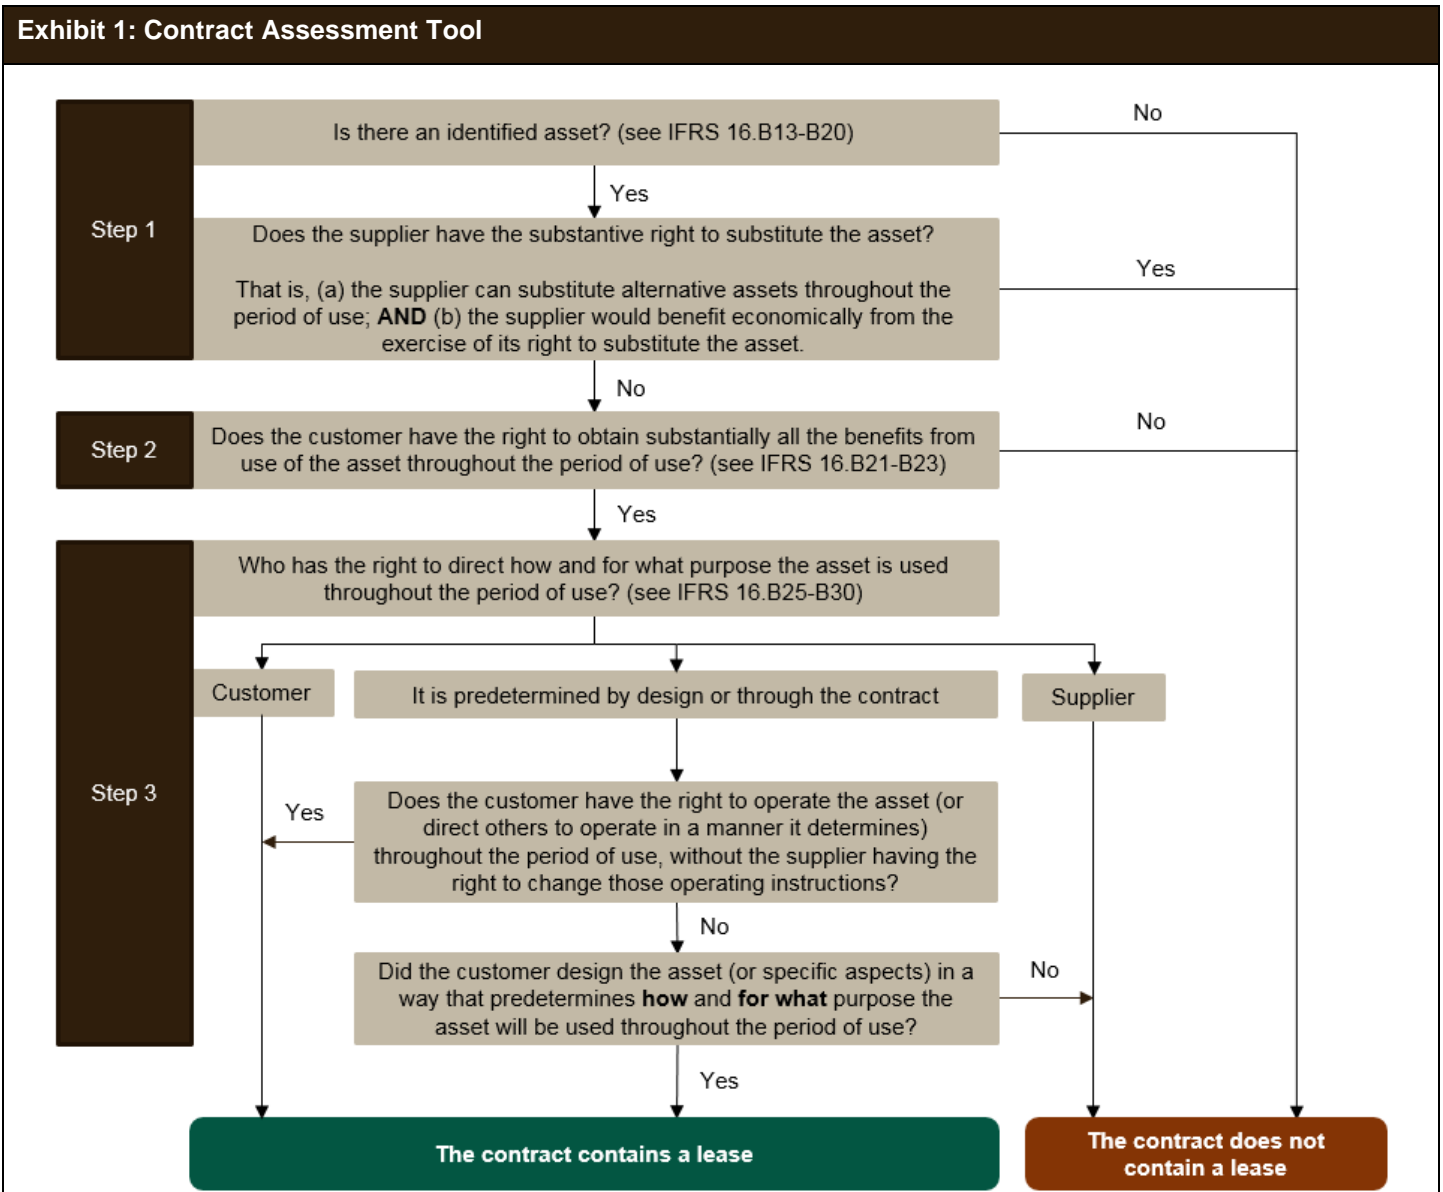 Exhibit 1: Contract Assessment Tool
Is there an identified asset? (see IFRS 16.B13-B20)
No
Yes
Step 1
Does the supplier have the substantive right to substitute the asset?
That is, (a) the supplier can substitute alternative assets throughout the
period of use; AND (b) the supplier would benefit economically from the
exercise of its right to substitute the asset.
Yes
No
Step 2
Does the customer have the right to obtain substantially all the benefits from
use of the asset throughout the period of use? (see IFRS 16.B21-B23)
No
Yes
Step 3
Who has the right to direct how and for what purpose the asset is used
throughout the period of use? (see IFRS 16.B25-B30)
Customer
It is predetermined by design or through the contract
Supplier
Does the customer have the right to operate the asset (or
direct others to operate in a manner it determines)
throughout the period of use, without the supplier having the
right to change those operating instructions?
Yes
No
Did the customer design the asset (or specific aspects) in a
way that predetermines how and for what purpose the
asset will be used throughout the period of use?
No
Yes
The contract contains a lease
The contract does not
contain a lease